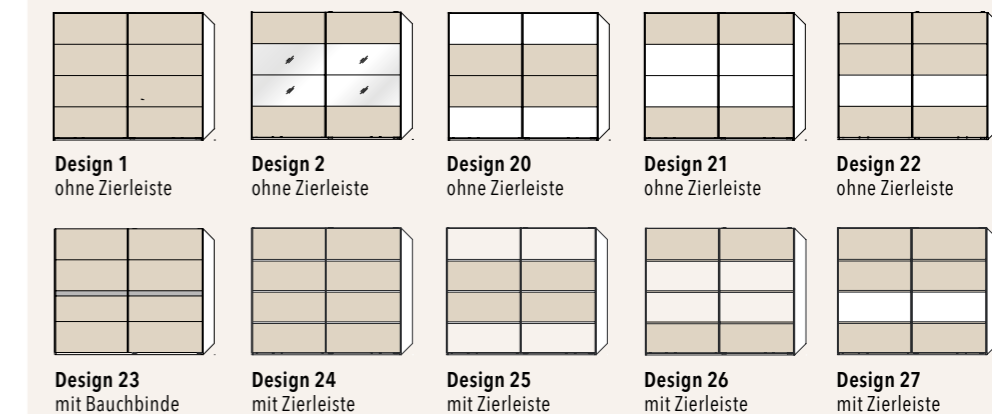 Design 1
ohne Zierleiste
Design 2
ohne Zierleiste
Design 20
ohne Zierleiste
Design 21
ohne Zierleiste
Design 22
ohne Zierleiste
Design 23
mit Bauchbinde
Design 24
mit Zierleiste
Design 25
mit Zierleiste
Design 26
mit Zierleiste
Design 27
mit Zierleiste